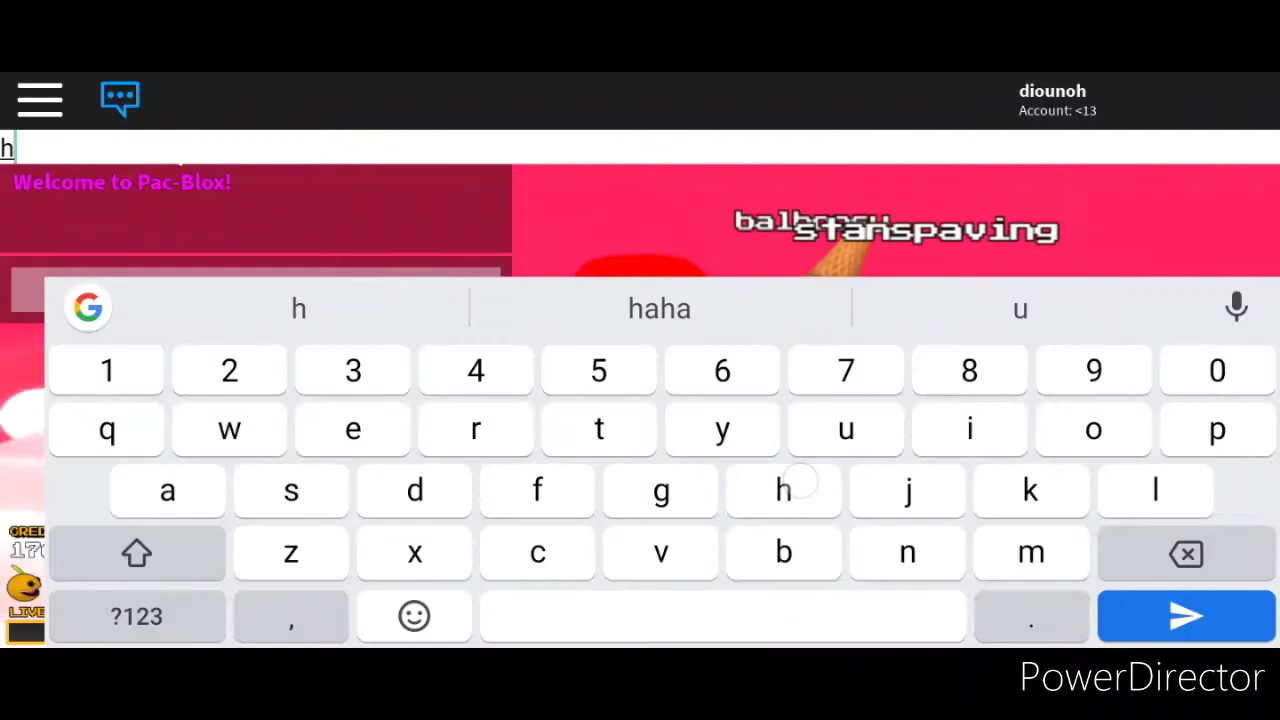 diounoh
Account: <13
h
Welcome to Pac-Blox!
stanspaving
h haha u
1 2 3 4 5 6 7 8 9 0
q w e r t y u i o p
a s d f g h j k l
z x c v b n m
?123 , .
PowerDirector